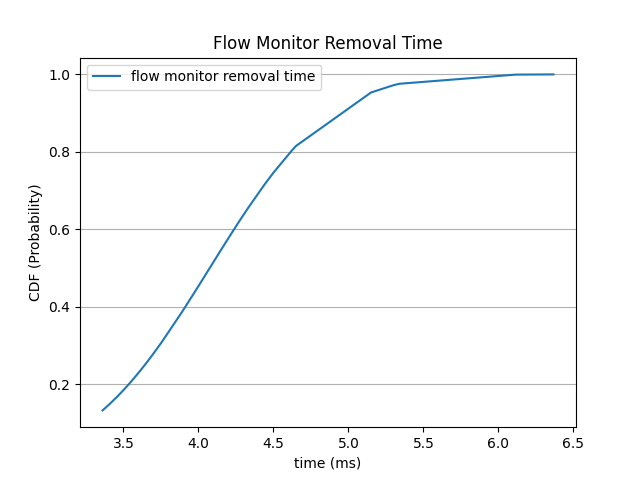 Flow Monitor Removal Time
flow monitor removal time
CDF (Probability)
1.0
0.8
0.6
0.4
0.2
3.5 4.0 4.5 5.0 5.5 6.0 6.5
time (ms)